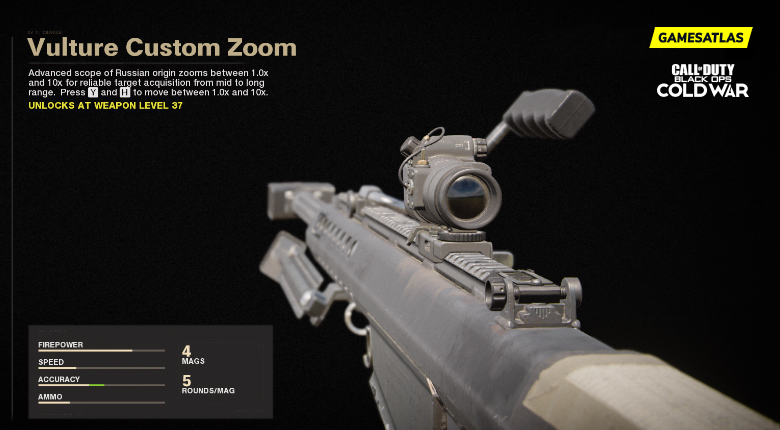 Vulture Custom Zoom
Advanced scope of Russian origin zooms between 1.0x
and 10x for reliable target acquisition from mid to long
range. Press Y and H to move between 1.0x and 10x.
UNLOCKS AT WEAPON LEVEL 37
GAMESATLAS
CALL OF DUTY
BLACK OPS
COLD WAR
FIREPOWER
SPEED
ACCURACY
AMMO
4
MAGS
5
ROUNDS/MAG